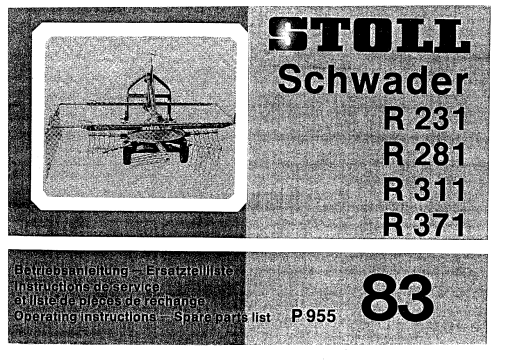 STOLL
Schwader
R 231
R 281
R 311
R 371
Betriebsanleitung — Ersatzteilliste
Instructions de service
et liste de pièces de rechange
Operating instructions — Spare parts list
P 955
83